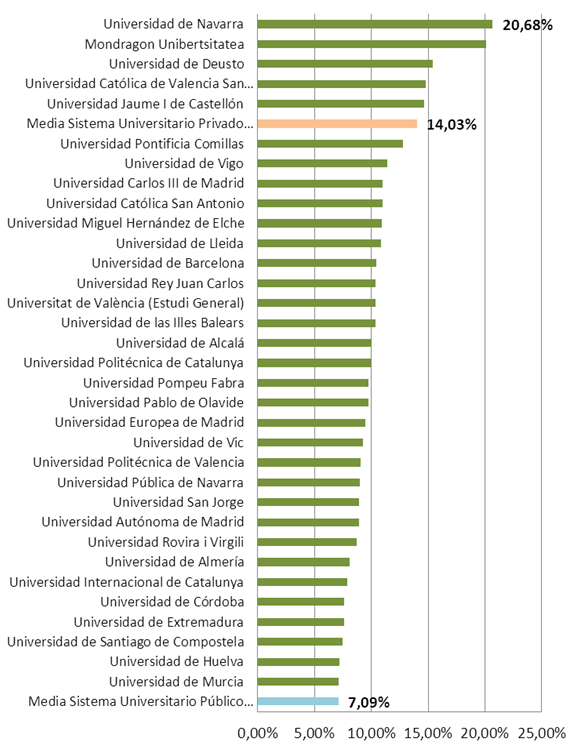 Universidad de Navarra 20,68%
Mondragon Unibertsitatea
Universidad de Deusto
Universidad Católica de Valencia San...
Universidad Jaume I de Castellón
Media Sistema Universitario Privado... 14,03%
Universidad Pontificia Comillas
Universidad de Vigo
Universidad Carlos III de Madrid
Universidad Católica San Antonio
Universidad Miguel Hernández de Elche
Universidad de Lleida
Universidad de Barcelona
Universidad Rey Juan Carlos
Universitat de València (Estudi General)
Universidad de las Illes Balears
Universidad de Alcalá
Universidad Politécnica de Catalunya
Universidad Pompeu Fabra
Universidad Pablo de Olavide
Universidad Europea de Madrid
Universidad de Vic
Universidad Politécnica de Valencia
Universidad Pública de Navarra
Universidad San Jorge
Universidad Autónoma de Madrid
Universidad Rovira i Virgili
Universidad de Almería
Universidad Internacional de Catalunya
Universidad de Córdoba
Universidad de Extremadura
Universidad de Santiago de Compostela
Universidad de Huelva
Universidad de Murcia
Media Sistema Universitario Público... 7,09%
0,00% 5,00% 10,00% 15,00% 20,00% 25,00%